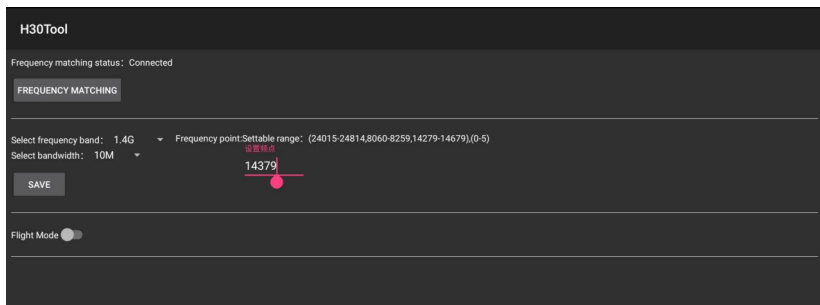 H30Tool
Frequency matching status：Connected
FREQUENCY MATCHING
Select frequency band： 1.4G
Frequency point:Settable range：(24015-24814,8060-8259,14279-14679),(0-5)
设置频点
Select bandwidth： 10M
14379
SAVE
Flight Mode